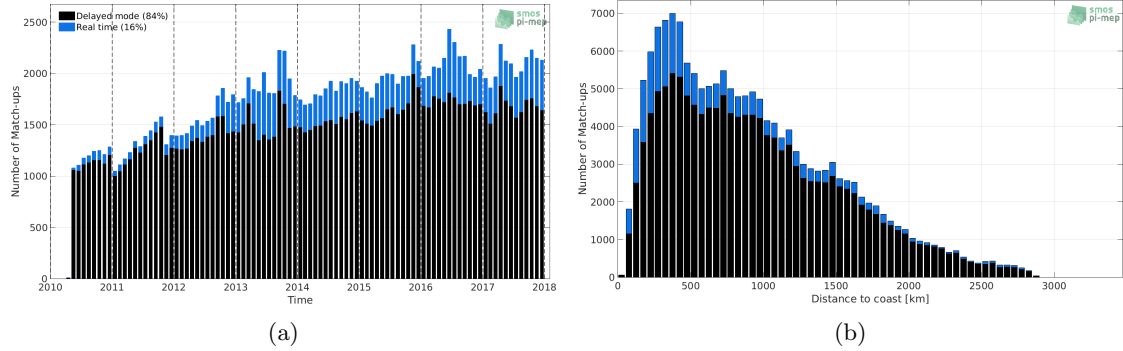 Delayed mode (84%)
Real time (16%)
smos
pi-mep
Number of Match-ups
2500
2000
1500
1000
500
0
2010 2011 2012 2013 2014 2015 2016 2017 2018
Time
(a)
smos
pi-mep
Number of Match-ups
7000
6000
5000
4000
3000
2000
1000
0
0 500 1000 1500 2000 2500 3000
Distance to coast [km]
(b)